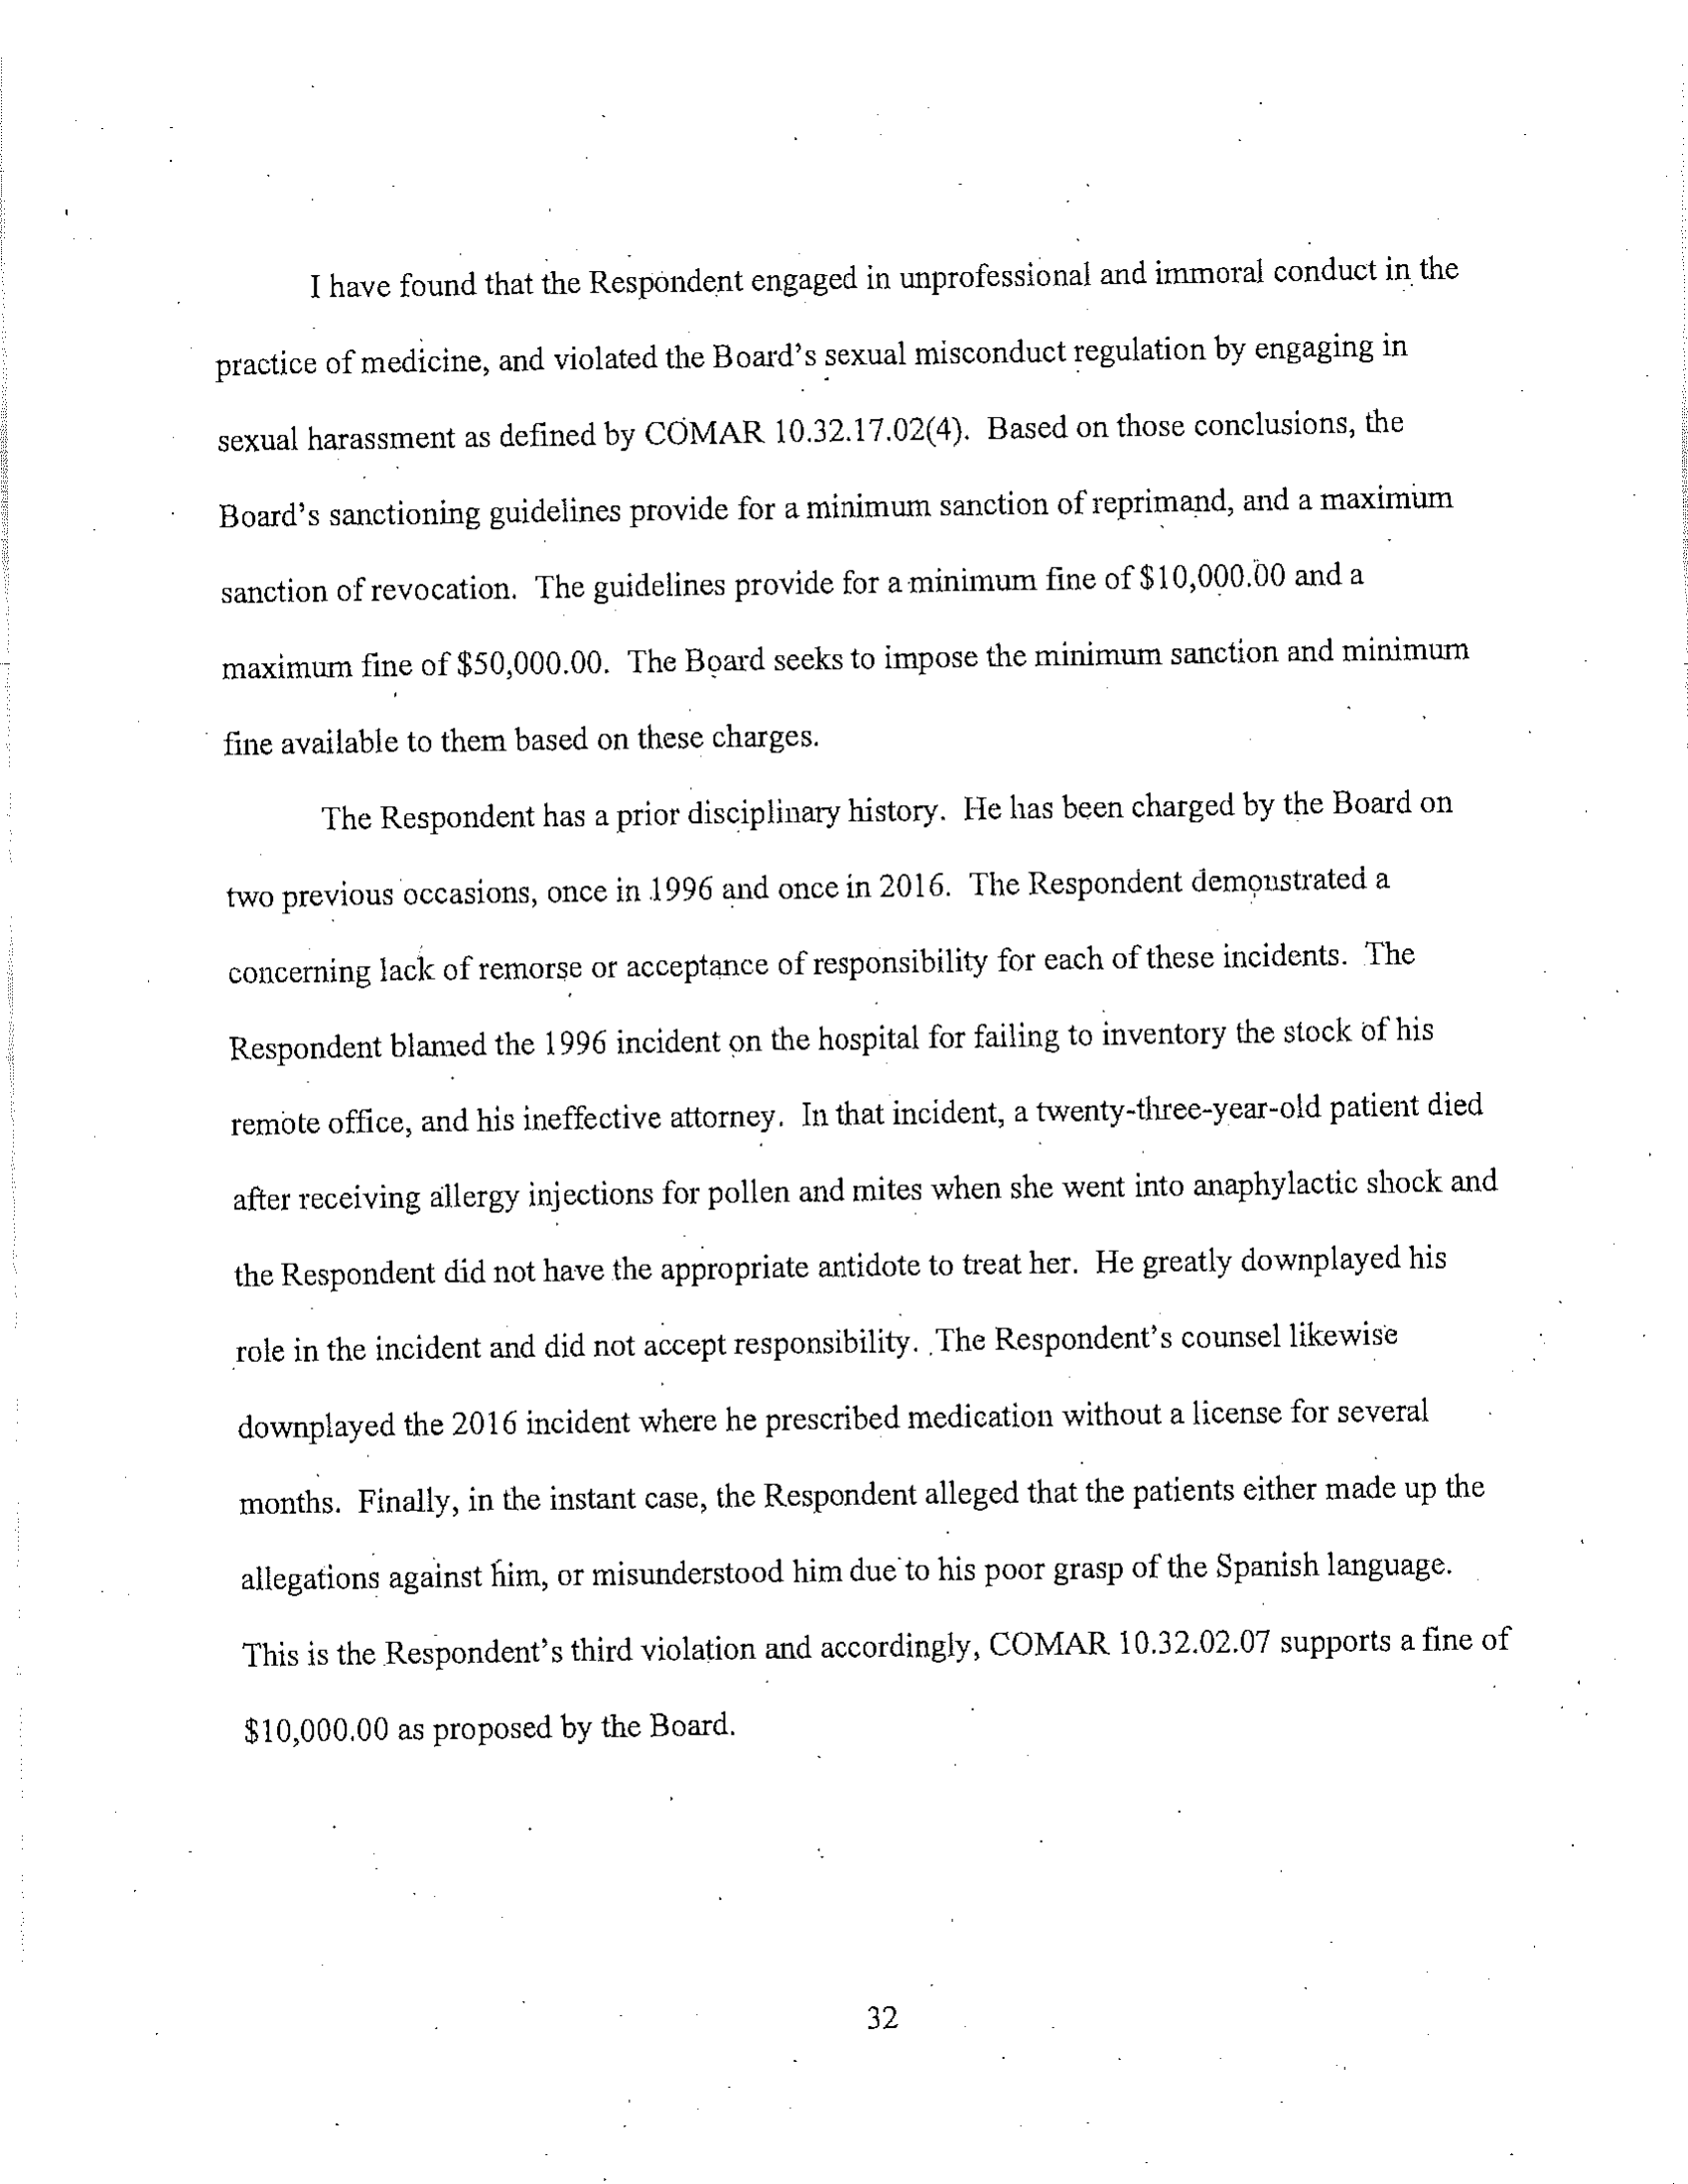 I have found that the Respondent engaged in unprofessional and immoral conduct in the
practice of medicine, and violated the Board's sexual misconduct regulation by engaging in
sexual harassment as defined by COMAR 10.32.17.02(4). Based on those conclusions, the
Board's sanctioning guidelines provide for a minimum sanction of reprimand, and a maximum
sanction of revocation. The guidelines provide for a minimum fine of $10,000.00 and a
maximum fine of $50,000.00. The Board seeks to impose the minimum sanction and minimum
fine available to them based on these charges.
The Respondent has a prior disciplinary history. He has been charged by the Board on
two previous occasions, once in 1996 and once in 2016. The Respondent demonstrated a
concerning lack of remorse or acceptance of responsibility for each of these incidents. The
Respondent blamed the 1996 incident on the hospital for failing to inventory the stock of his
remote office, and his ineffective attorney. In that incident, a twenty-three-year-old patient died
after receiving allergy injections for pollen and mites when she went into anaphylactic shock and
the Respondent did not have the appropriate antidote to treat her. He greatly downplayed his
role in the incident and did not accept responsibility. The Respondent's counsel likewise
downplayed the 2016 incident where he prescribed medication without a license for several
months. Finally, in the instant case, the Respondent alleged that the patients either made up the
allegations against him, or misunderstood him due to his poor grasp of the Spanish language.
This is the Respondent's third violation and accordingly, COMAR 10.32.02.07 supports a fine of
$10,000.00 as proposed by the Board.
32